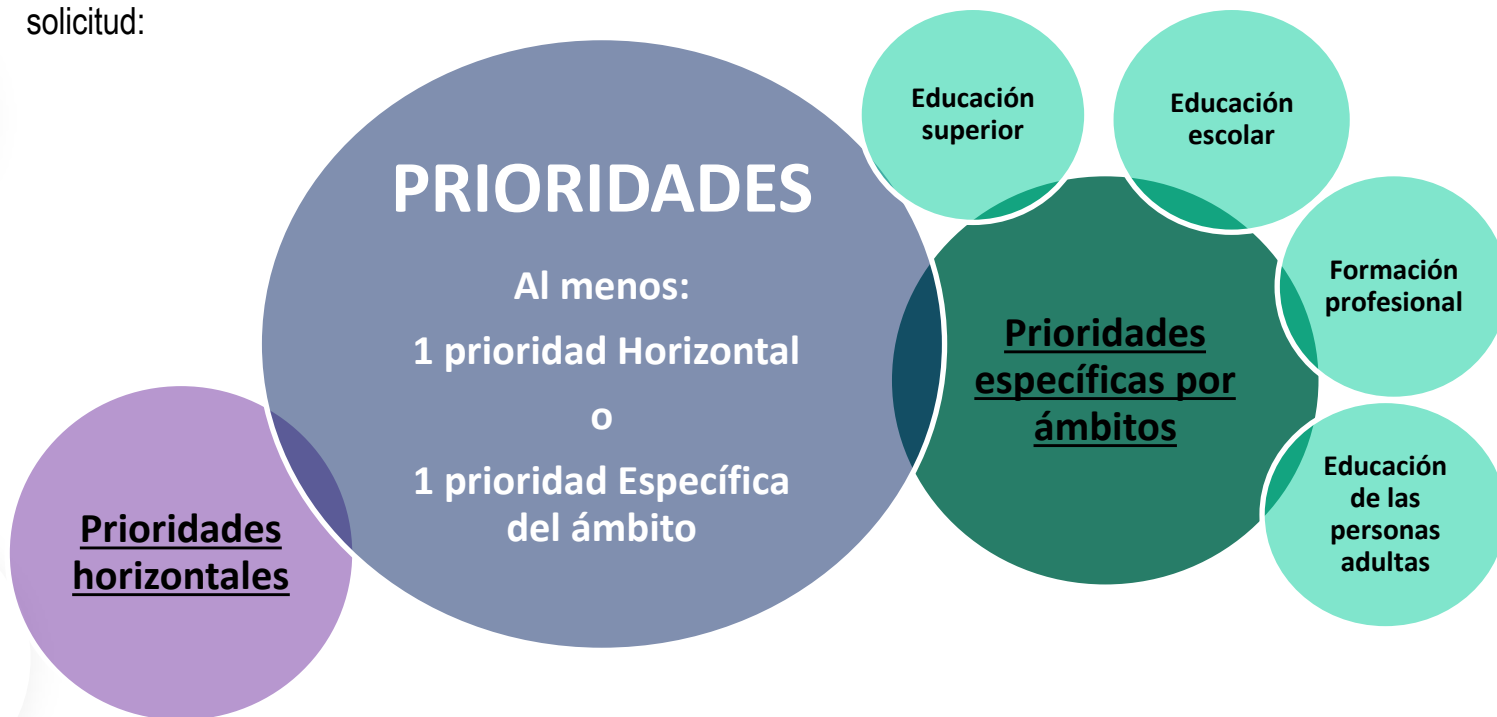 solicitud:
PRIORIDADES
Al menos:
1 prioridad Horizontal
o
1 prioridad Específica
del ámbito
Prioridades
horizontales
Prioridades
específicas por
ámbitos
Educación
superior
Educación
escolar
Formación
profesional
Educación
de las
personas
adultas